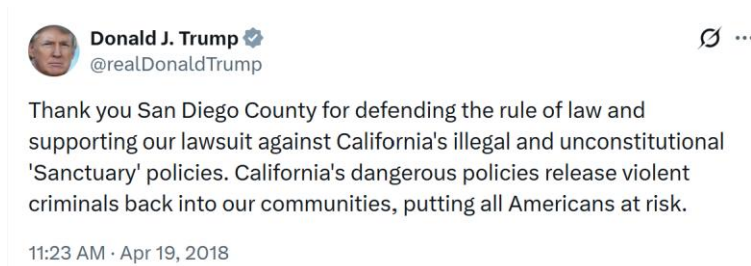 Donald J. Trump
@realDonaldTrump
Thank you San Diego County for defending the rule of law and
supporting our lawsuit against California's illegal and unconstitutional
'Sanctuary' policies. California's dangerous policies release violent
criminals back into our communities, putting all Americans at risk.
11:23 AM · Apr 19, 2018